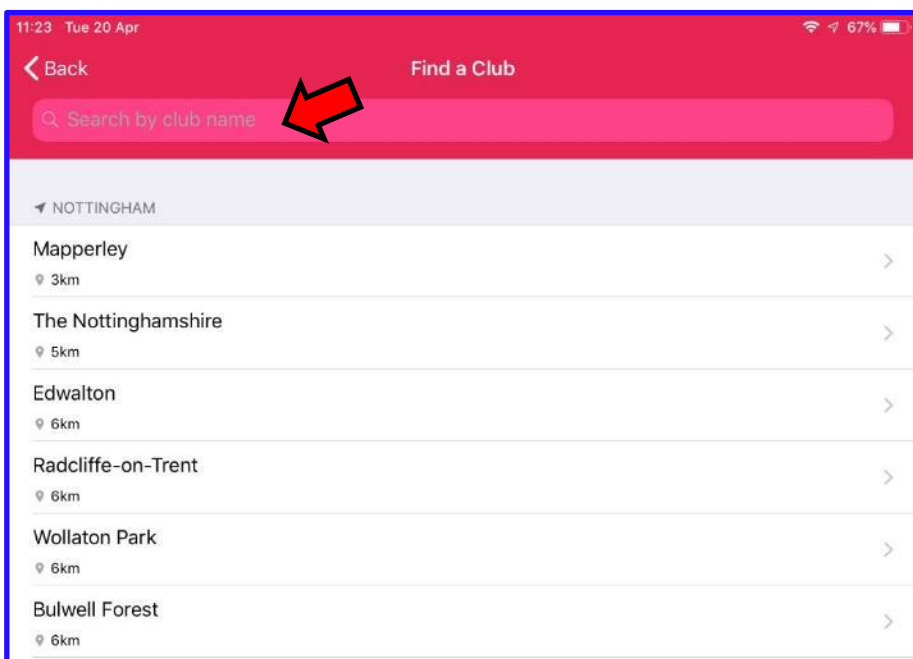 11:23 Tue 20 Apr 67%
Back Find a Club
Search by club name
NOTTINGHAM
Mapperley
3km
The Nottinghamshire
5km
Edwalton
6km
Radcliffe-on-Trent
6km
Wollaton Park
6km
Bulwell Forest
6km